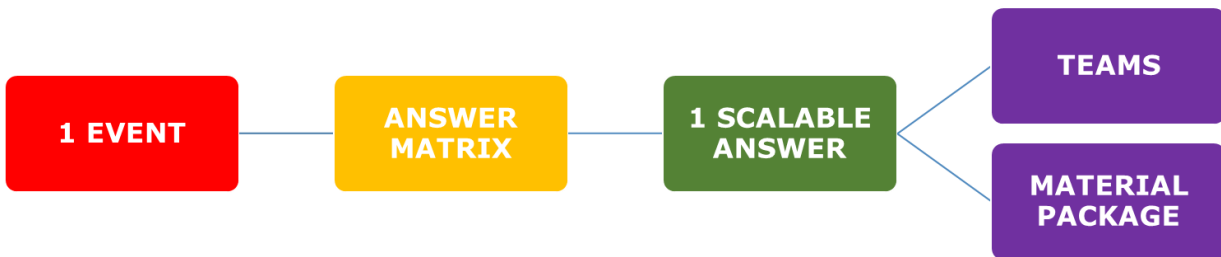 1 EVENT
ANSWER
MATRIX
1 SCALABLE
ANSWER
TEAMS
MATERIAL
PACKAGE